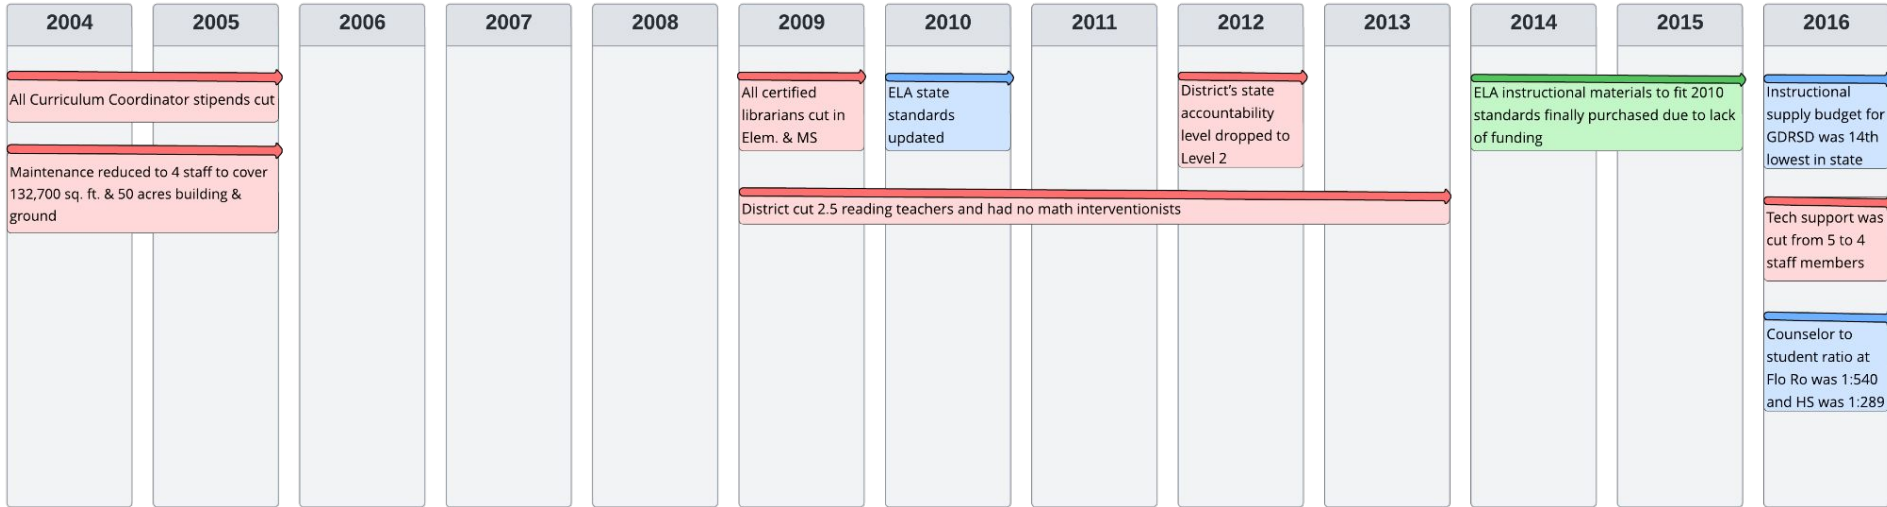 2004 2005 2006 2007 2008 2009 2010 2011 2012 2013 2014 2015 2016
All Curriculum Coordinator stipends cut
Maintenance reduced to 4 staff to cover
132,700 sq. ft. & 50 acres building &
ground
All certified
librarians cut in
Elem. & MS
ELA state
standards
updated
District’s state
accountability
level dropped to
Level 2
District cut 2.5 reading teachers and had no math interventionists
ELA instructional materials to fit 2010
standards finally purchased due to lack
of funding
Instructional
supply budget for
GDRSD was 14th
lowest in state
Tech support was
cut from 5 to 4
staff members
Counselor to
student ratio at
Flo Ro was 1:540
and HS was 1:289